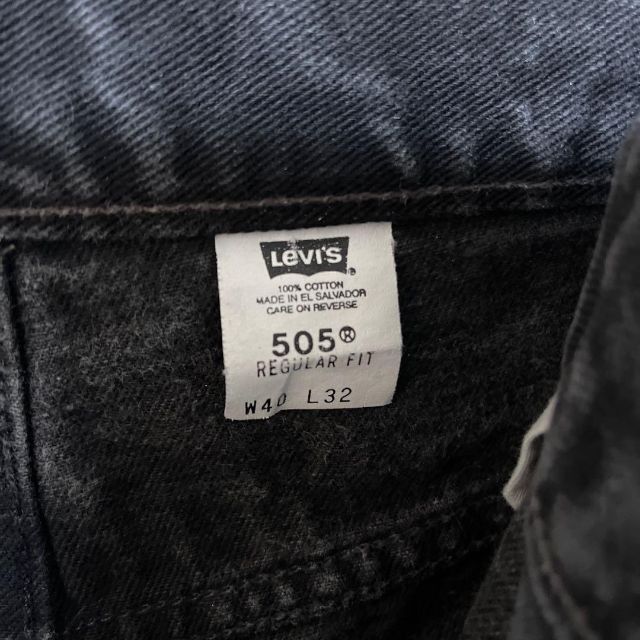 LEVI'S®
100% COTTON
MADE IN EL SALVADOR
CARE ON REVERSE
505®
REGULAR FIT
W40 L32